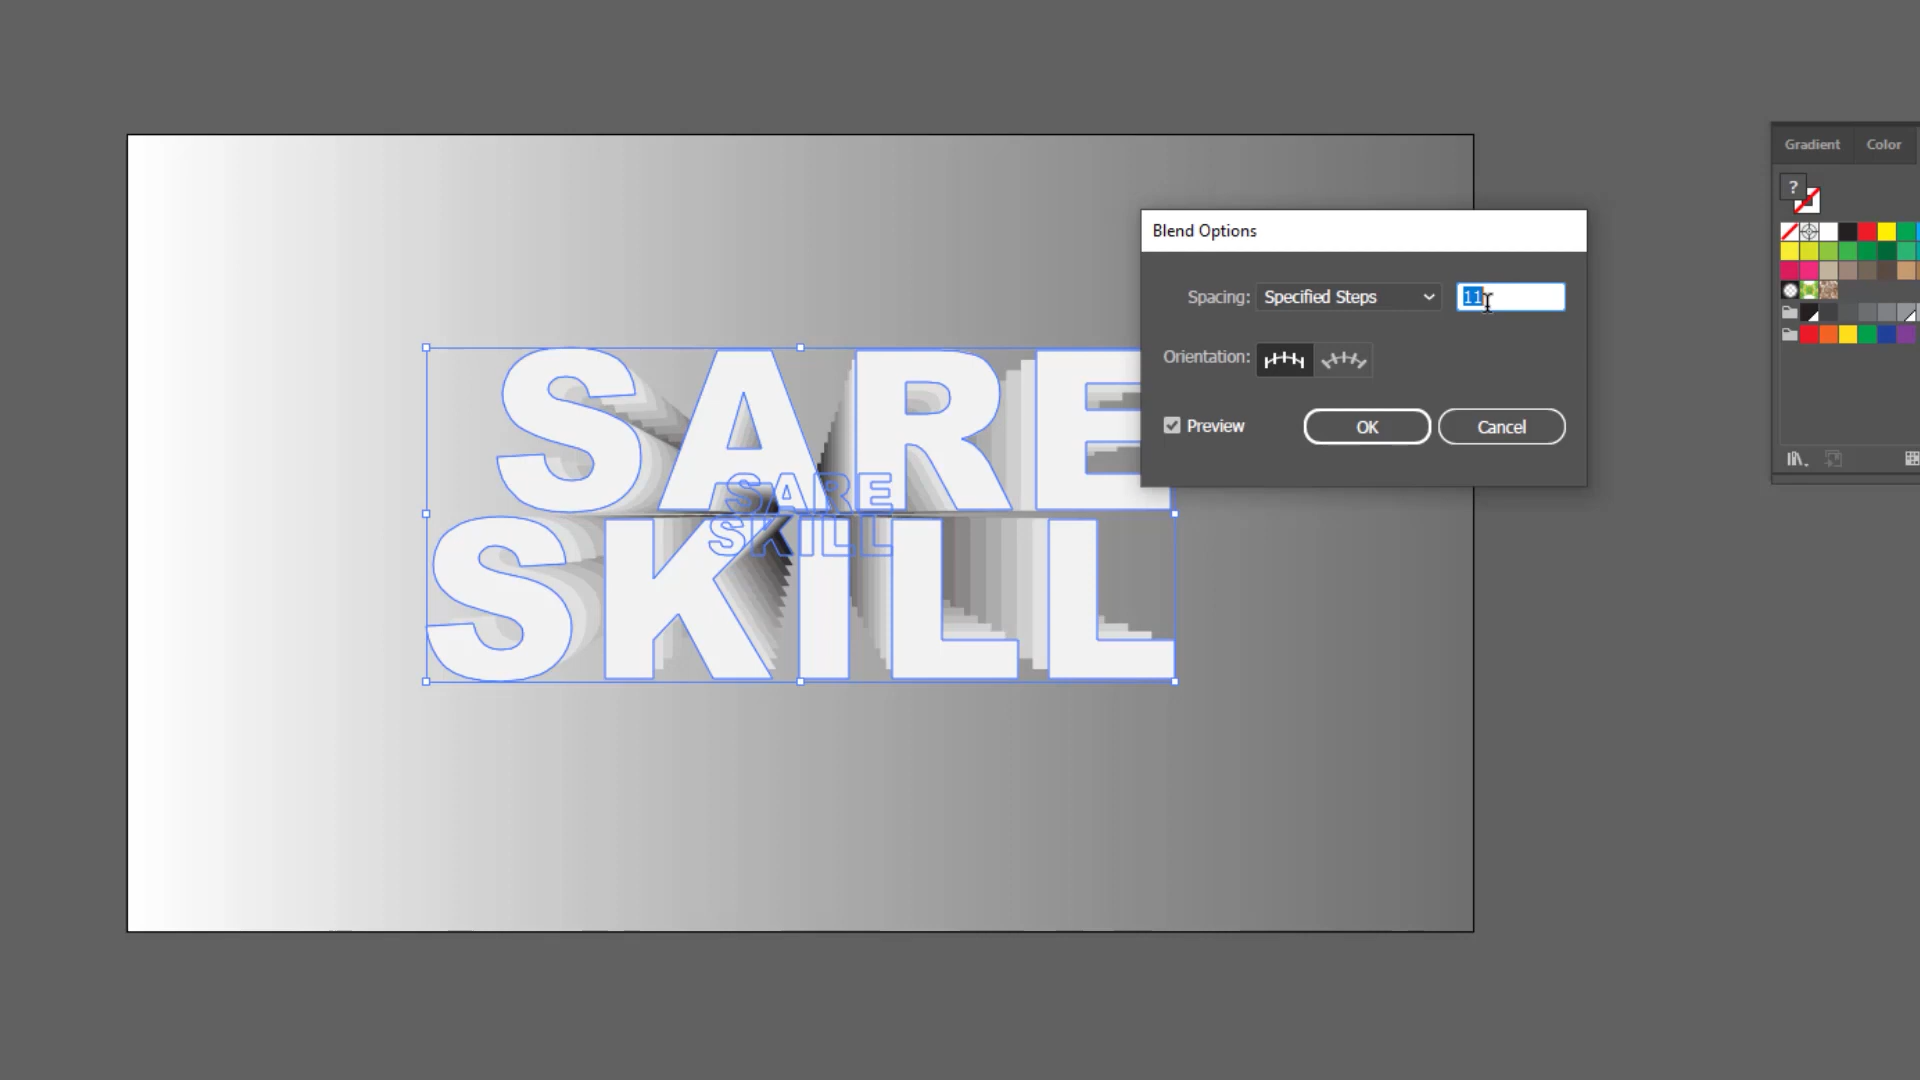 Gradient Color
?
Blend Options
Spacing: Specified Steps 11
Orientation:
Preview OK Cancel
SARE
SKILL
SARE
SKILL